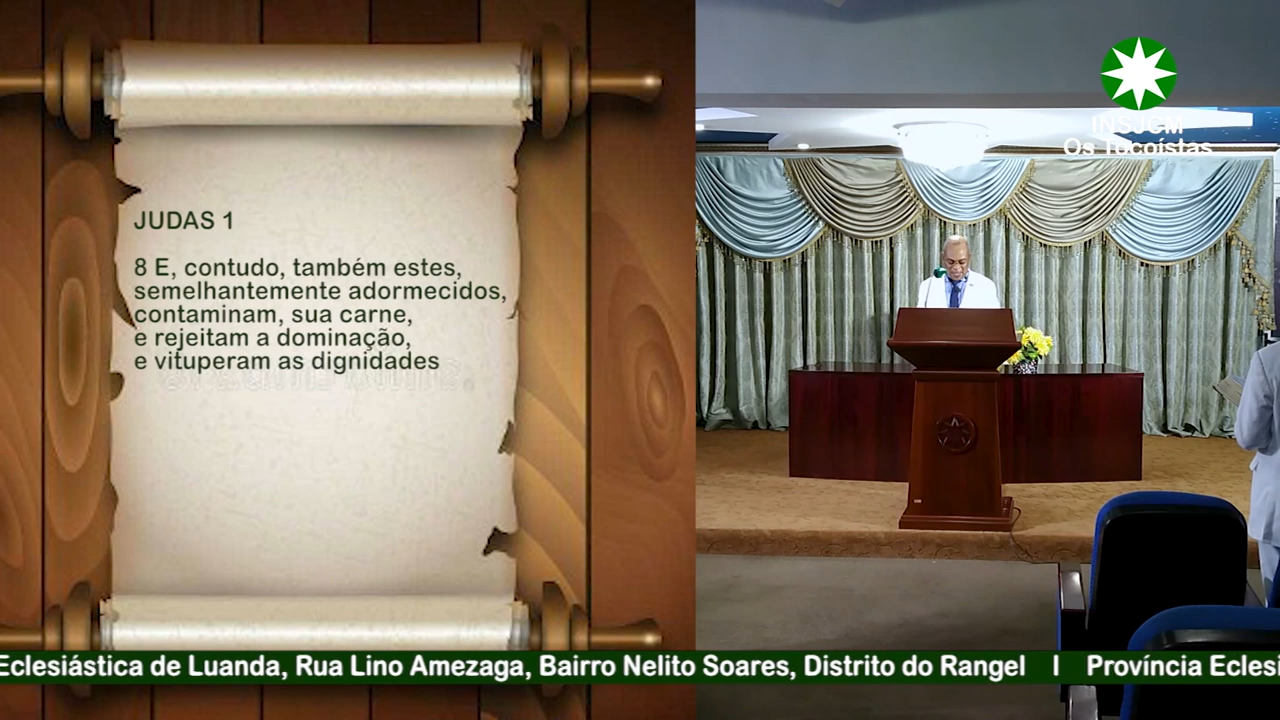 JUDAS 1
8 E, contudo, também estes,
semelhantemente adormecidos,
contaminam, sua carne,
e rejeitam a dominação,
e vituperam as dignidades
INSJCM
Os Tocoístas
Eclesiástica de Luanda, Rua Lino Amezaga, Bairro Nelito Soares, Distrito do Rangel I Província Eclesi